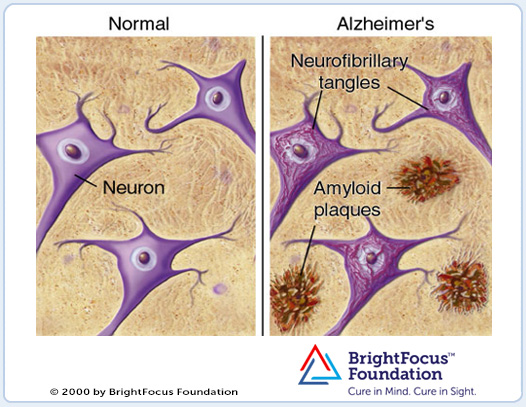 Normal
Alzheimer's
Neurofibrillary
tangles
Neuron
Amyloid
plaques
BrightFocus™
Foundation
Cure in Mind. Cure in Sight.
© 2000 by BrightFocus Foundation